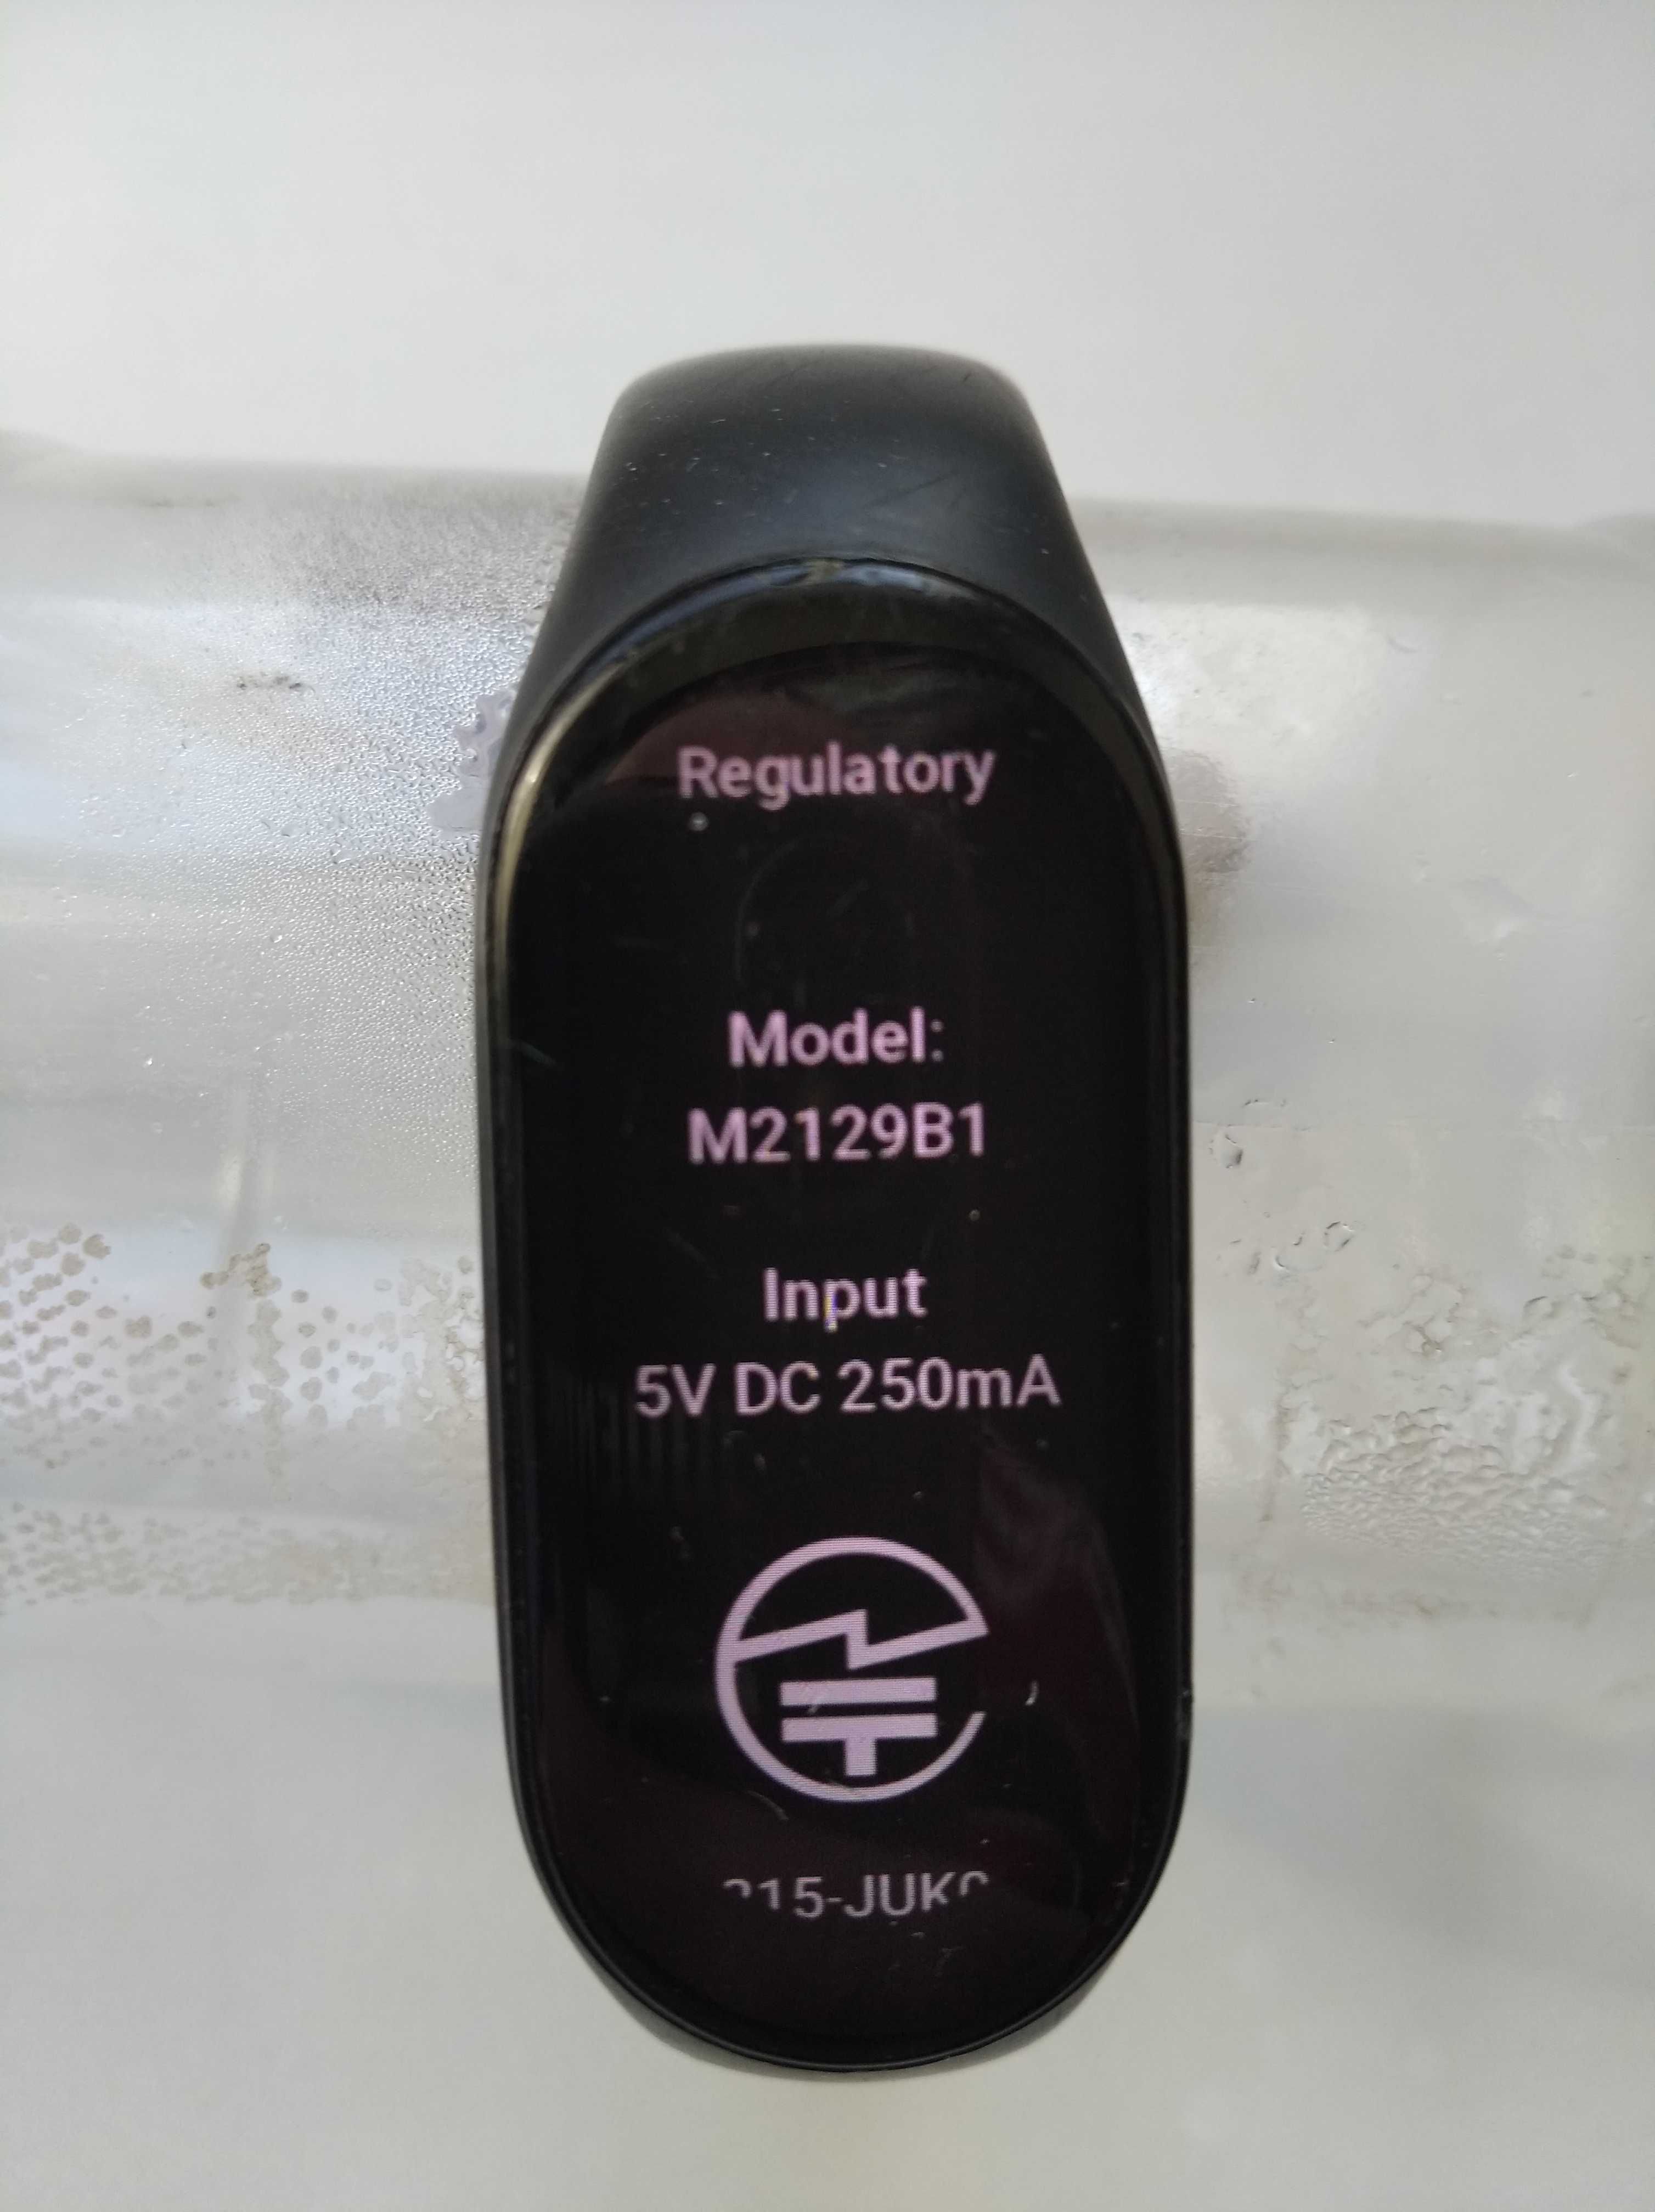 Regulatory
Model:
M2129B1
Input
5V DC 250mA